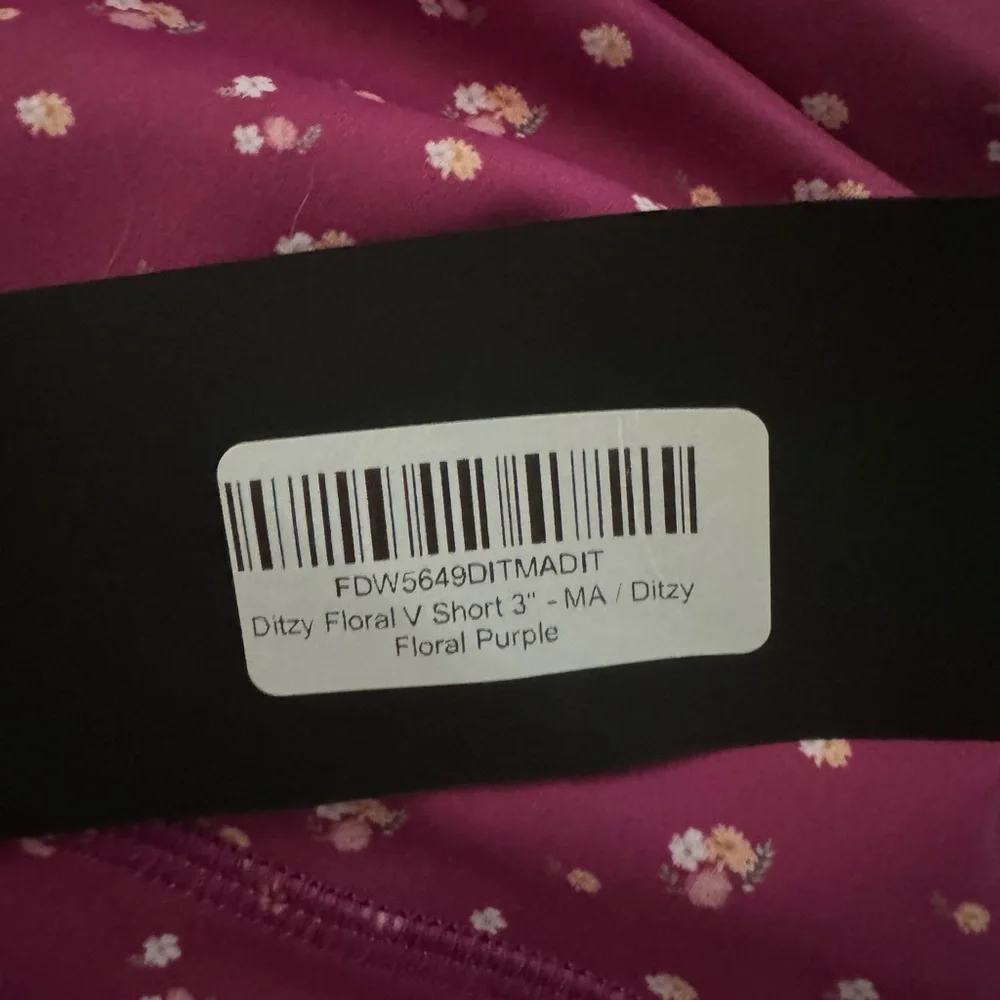 FDW5649DITMADIT
Ditzy Floral V Short 3" - MA / Ditzy
Floral Purple